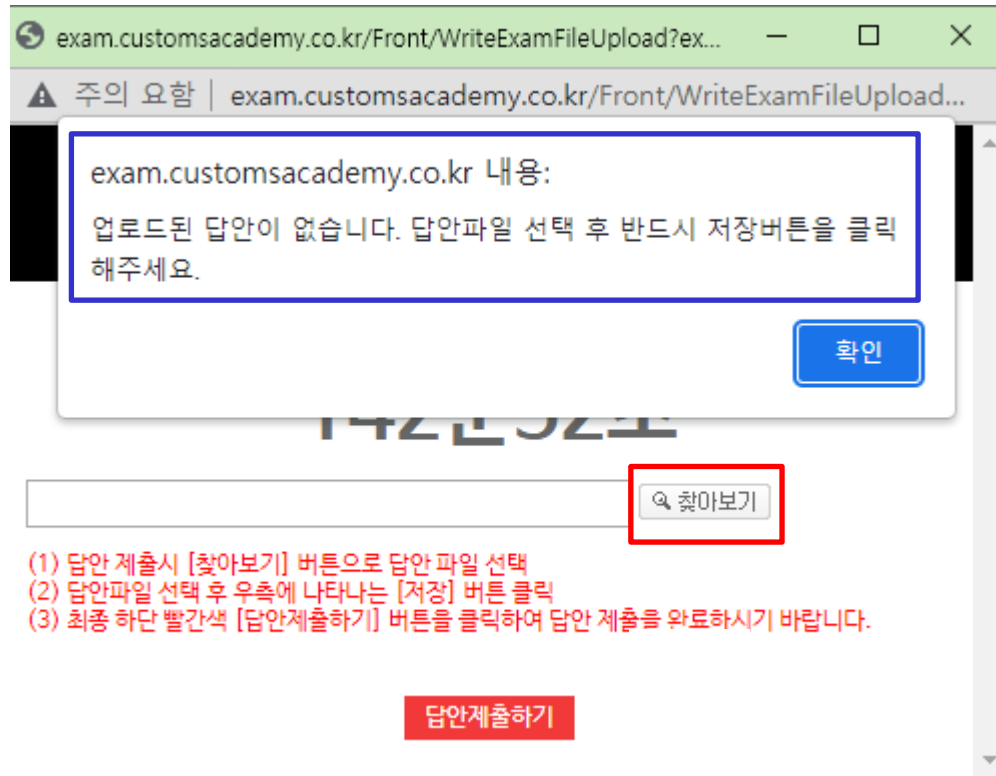 exam.customsacademy.co.kr/Front/WriteExamFileUpload?ex...
주의 요함 | exam.customsacademy.co.kr/Front/WriteExamFileUpload...
exam.customsacademy.co.kr 내용:
업로드된 답안이 없습니다. 답안파일 선택 후 반드시 저장버튼을 클릭
해주세요.
확인
찾아보기
(1) 답안 제출시 [찾아보기] 버튼으로 답안 파일 선택
(2) 답안파일 선택 후 우측에 나타나는 [저장] 버튼 클릭
(3) 최종 하단 빨간색 [답안제출하기] 버튼을 클릭하여 답안 제출을 완료하시기 바랍니다.
답안제출하기